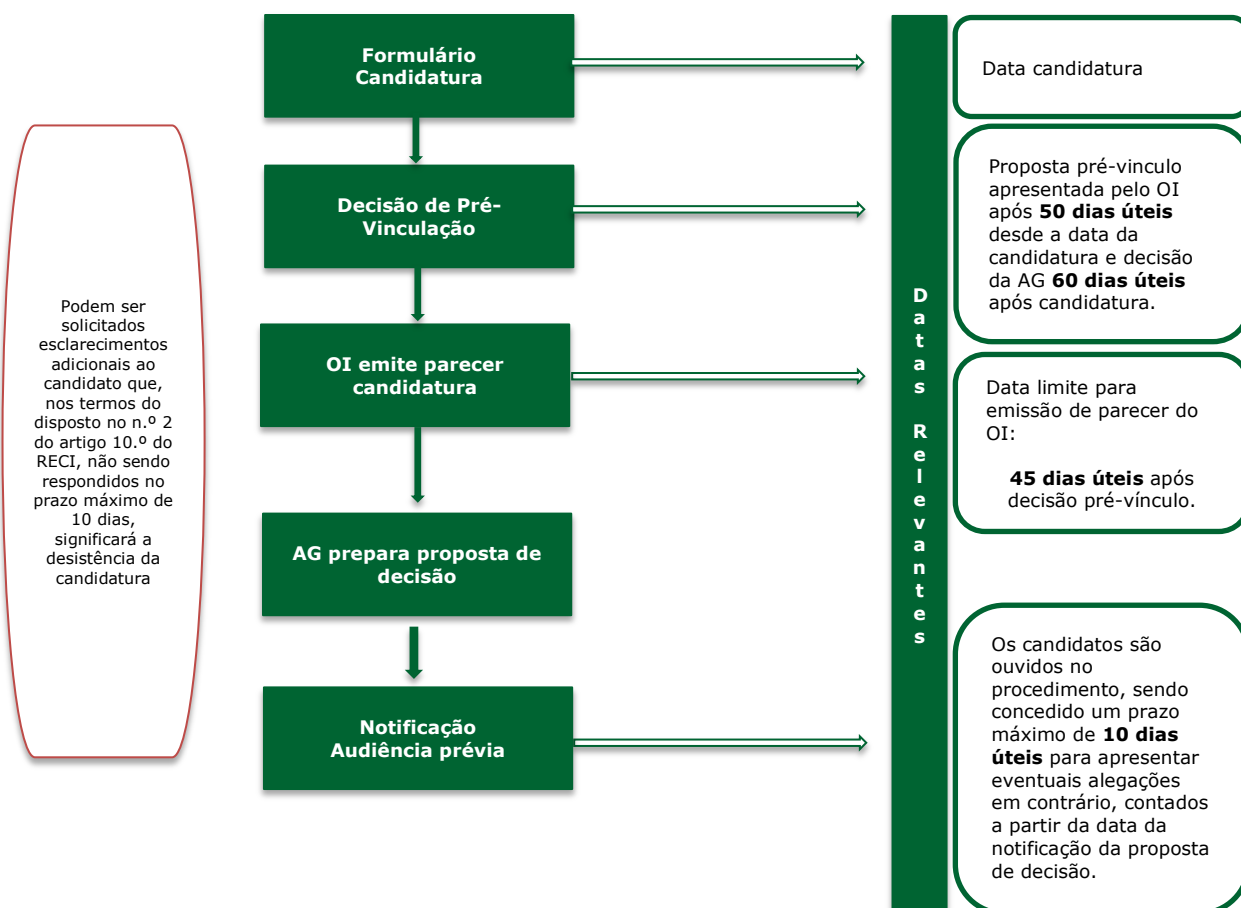 Formulário
Candidatura
Data candidatura
Podem ser
solicitados
esclarecimentos
adicionais ao
candidato que,
nos termos do
disposto no n.º 2
do artigo 10.º do
RECI, não sendo
respondidos no
prazo máximo de
10 dias,
significará a
desistência da
candidatura
Decisão de Pré-
Vinculação
Proposta pré-vinculo
apresentada pelo OI
após 50 dias úteis
desde a data da
candidatura e decisão
da AG 60 dias úteis
após candidatura.
OI emite parecer
candidatura
Data limite para
emissão de parecer do
OI:
45 dias úteis após
decisão pré-vínculo.
AG prepara proposta de
decisão
Notificação
Audiência prévia
Os candidatos são
ouvidos no
procedimento, sendo
concedido um prazo
máximo de 10 dias
úteis para apresentar
eventuais alegações
em contrário, contados
a partir da data da
notificação da proposta
de decisão.
D
a
t
a
s
R
e
l
e
v
a
n
t
e
s